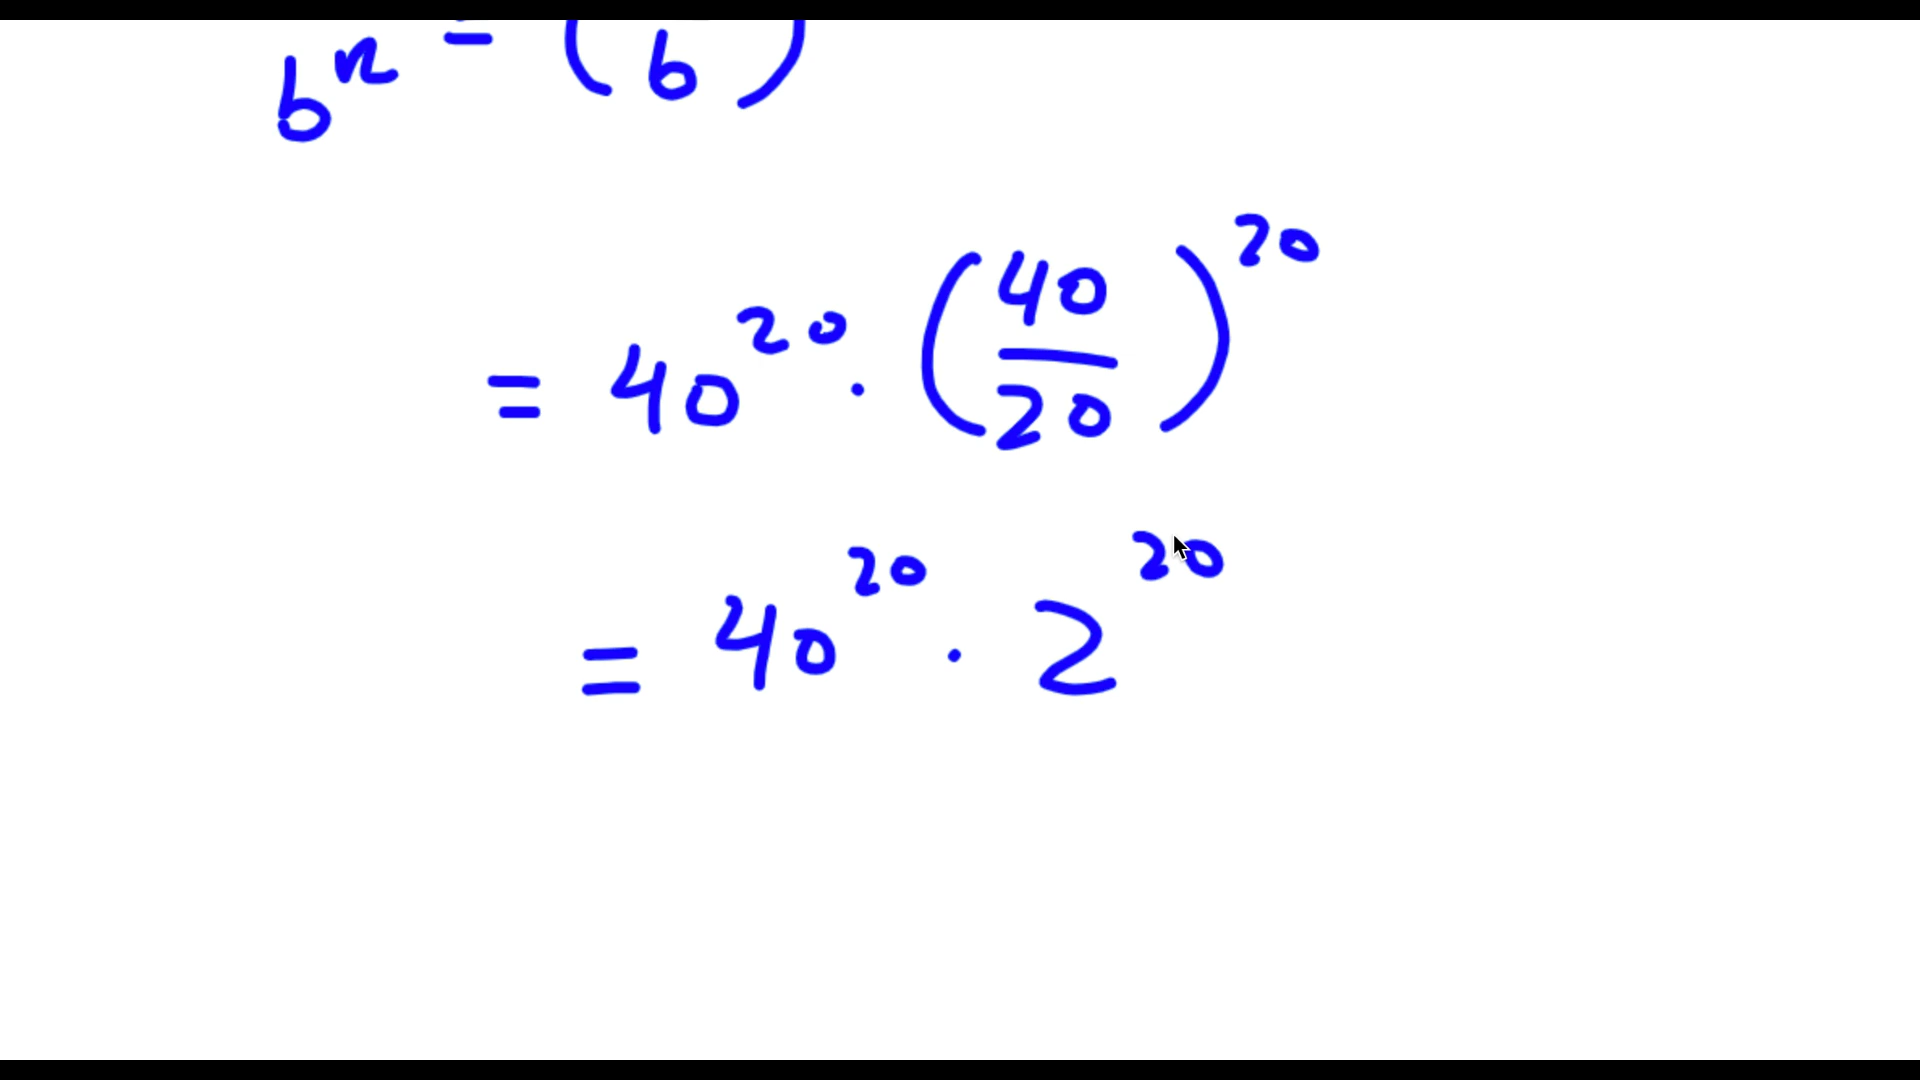 bⁿ = ( b )
= 40²⁰ · (40/20)²⁰
= 40²⁰ · 2²⁰